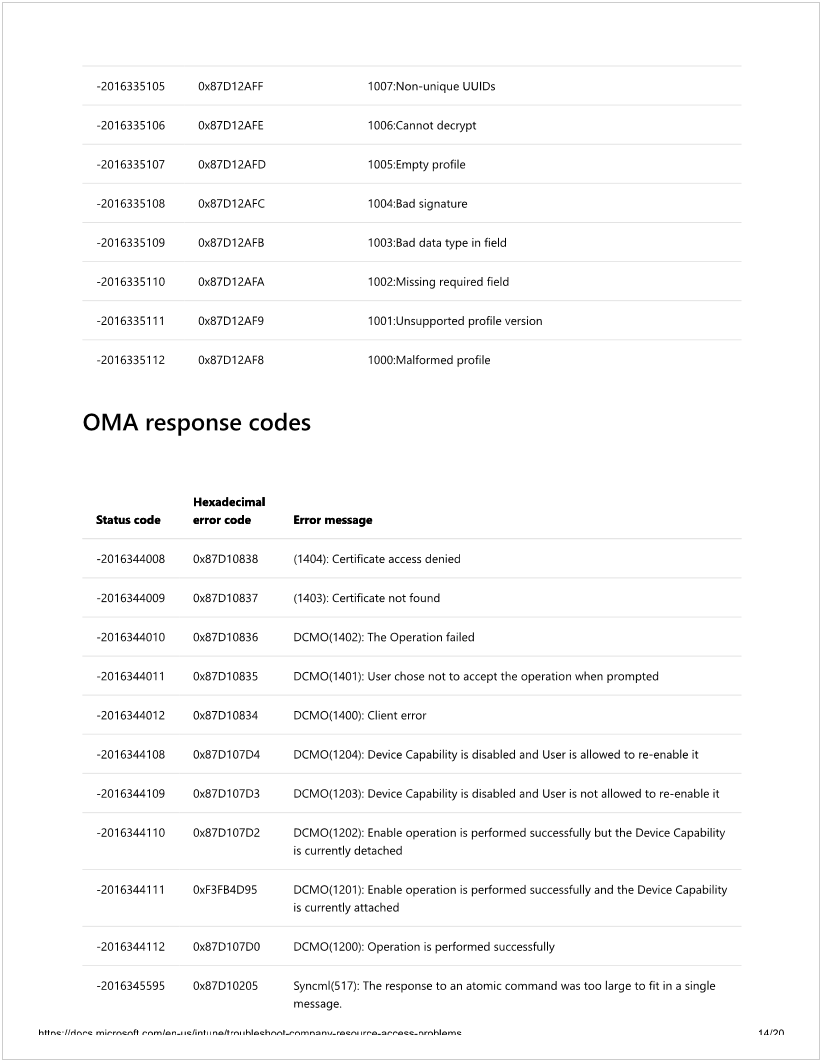 -2016335105 0x87D12AFF 1007:Non-unique UUIDs
-2016335106 0x87D12AFE 1006:Cannot decrypt
-2016335107 0x87D12AFD 1005:Empty profile
-2016335108 0x87D12AFC 1004:Bad signature
-2016335109 0x87D12AFB 1003:Bad data type in field
-2016335110 0x87D12AFA 1002:Missing required field
-2016335111 0x87D12AF9 1001:Unsupported profile version
-2016335112 0x87D12AF8 1000:Malformed profile
OMA response codes
Hexadecimal
Status code error code Error message
-2016344008 0x87D10838 (1404): Certificate access denied
-2016344009 0x87D10837 (1403): Certificate not found
-2016344010 0x87D10836 DCMO(1402): The Operation failed
-2016344011 0x87D10835 DCMO(1401): User chose not to accept the operation when prompted
-2016344012 0x87D10834 DCMO(1400): Client error
-2016344108 0x87D107D4 DCMO(1204): Device Capability is disabled and User is allowed to re-enable it
-2016344109 0x87D107D3 DCMO(1203): Device Capability is disabled and User is not allowed to re-enable it
-2016344110 0x87D107D2 DCMO(1202): Enable operation is performed successfully but the Device Capability
is currently detached
-2016344111 0xF3FB4D95 DCMO(1201): Enable operation is performed successfully and the Device Capability
is currently attached
-2016344112 0x87D107D0 DCMO(1200): Operation is performed successfully
-2016345595 0x87D10205 Syncml(517): The response to an atomic command was too large to fit in a single
message.
https://docs.microsoft.com/en-us/intune/troubleshoot-company-resource-access-problems 14/20